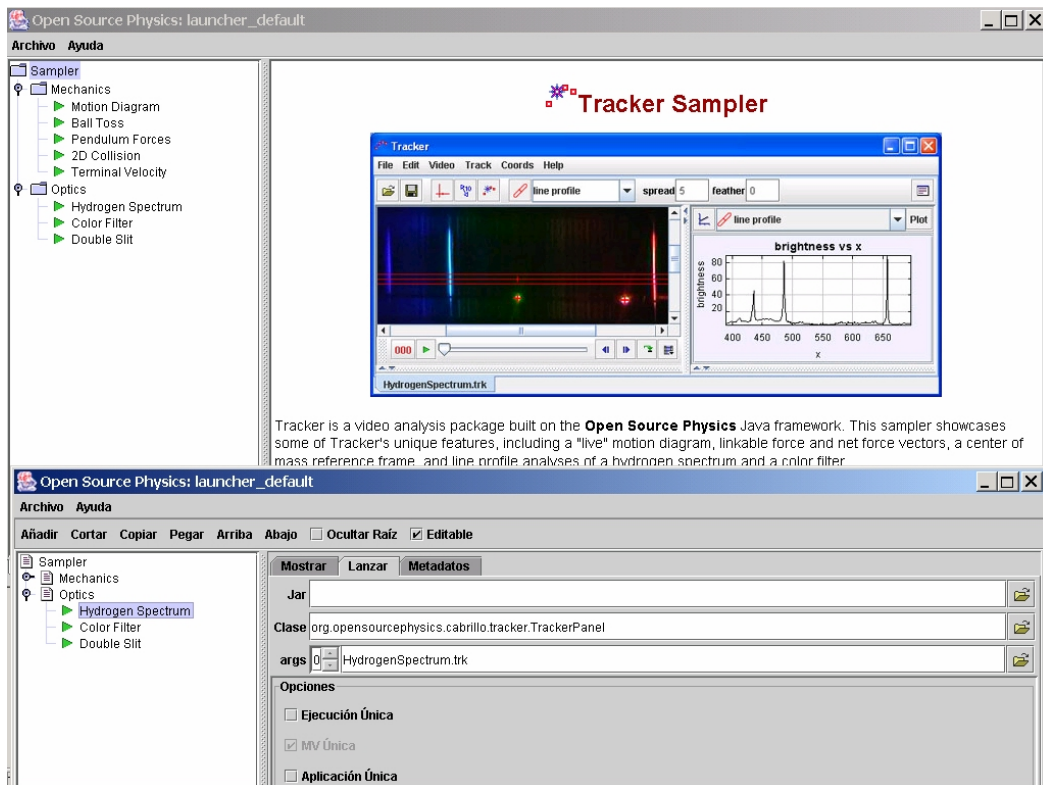 Open Source Physics: launcher_default
Archivo Ayuda
Sampler
Mechanics
Motion Diagram
Ball Toss
Pendulum Forces
2D Collision
Terminal Velocity
Optics
Hydrogen Spectrum
Color Filter
Double Slit
Tracker Sampler
Tracker
File Edit Video Track Coords Help
line profile spread 5 feather 0
line profile Plot
brightness vs x
brightness
80
60
40
20
400 450 500 550 600 650
x
000
HydrogenSpectrum.trk
Tracker is a video analysis package built on the Open Source Physics Java framework. This sampler showcases
some of Tracker's unique features, including a "live" motion diagram, linkable force and net force vectors, a center of
mass reference frame, and line profile analyses of a hydrogen spectrum and a color filter
Open Source Physics: launcher_default
Archivo Ayuda
Añadir Cortar Copiar Pegar Arriba Abajo Ocultar Raíz Editable
Sampler
Mechanics
Optics
Hydrogen Spectrum
Color Filter
Double Slit
Mostrar Lanzar Metadatos
Jar
Clase org.opensourcephysics.cabrillo.tracker.TrackerPanel
args 0 HydrogenSpectrum.trk
Opciones
Ejecución Única
MV Única
Aplicación Única